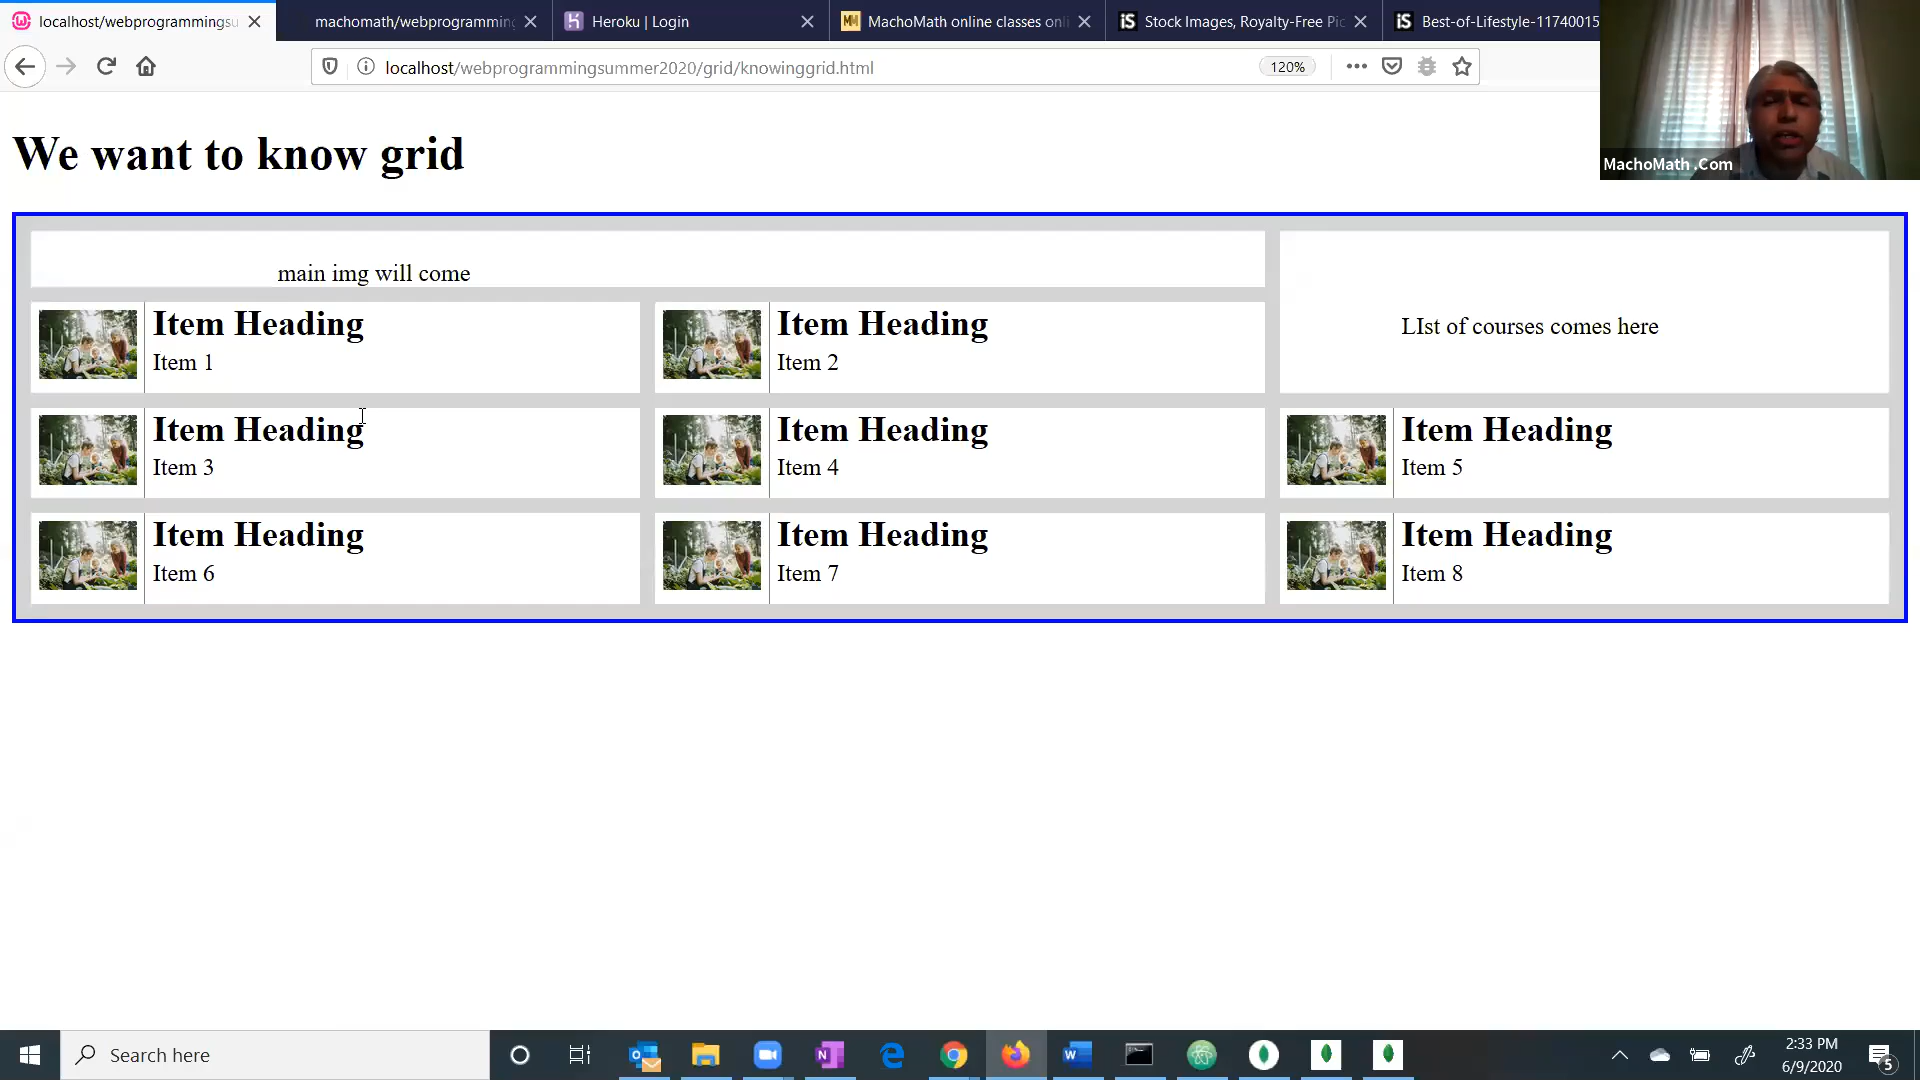 localhost/webprogrammingsu
machomath/webprogramming
Heroku | Login
MachoMath online classes onli
Stock Images, Royalty-Free Pic
Best-of-Lifestyle-11740015
localhost/webprogrammingsummer2020/grid/knowinggrid.html
120%
MachoMath .Com
We want to know grid
main img will come
LIst of courses comes here
Item Heading
Item 1
Item Heading
Item 2
Item Heading
Item 3
Item Heading
Item 4
Item Heading
Item 5
Item Heading
Item 6
Item Heading
Item 7
Item Heading
Item 8
Search here
2:33 PM
6/9/2020
5